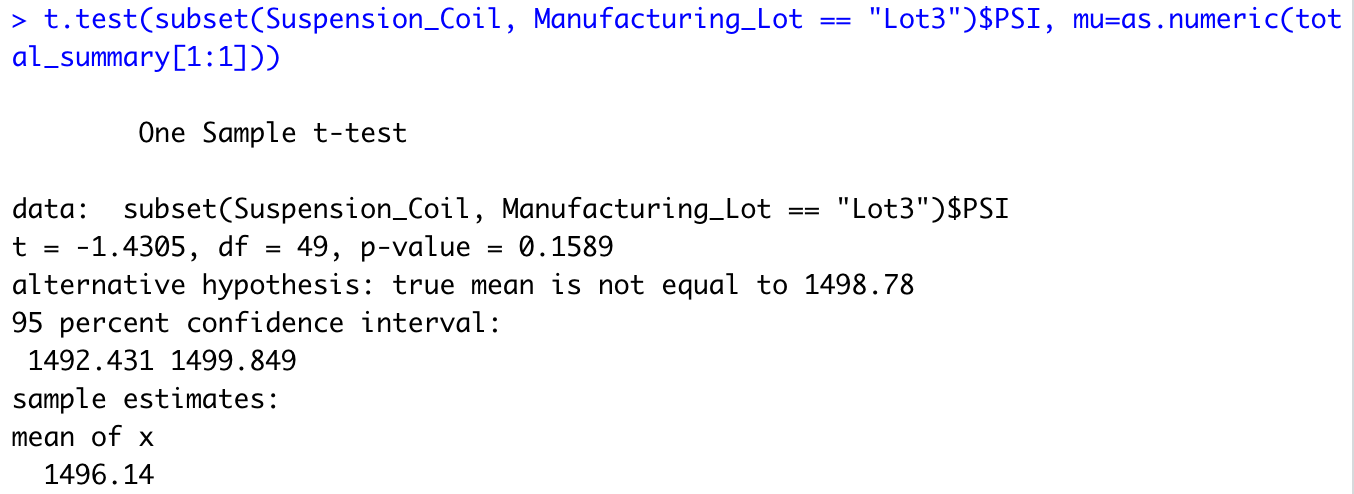 > t.test(subset(Suspension_Coil, Manufacturing_Lot == "Lot3")$PSI, mu=as.numeric(tot
al_summary[1:1]))
One Sample t-test
data:  subset(Suspension_Coil, Manufacturing_Lot == "Lot3")$PSI
t = -1.4305, df = 49, p-value = 0.1589
alternative hypothesis: true mean is not equal to 1498.78
95 percent confidence interval:
 1492.431 1499.849
sample estimates:
mean of x
  1496.14